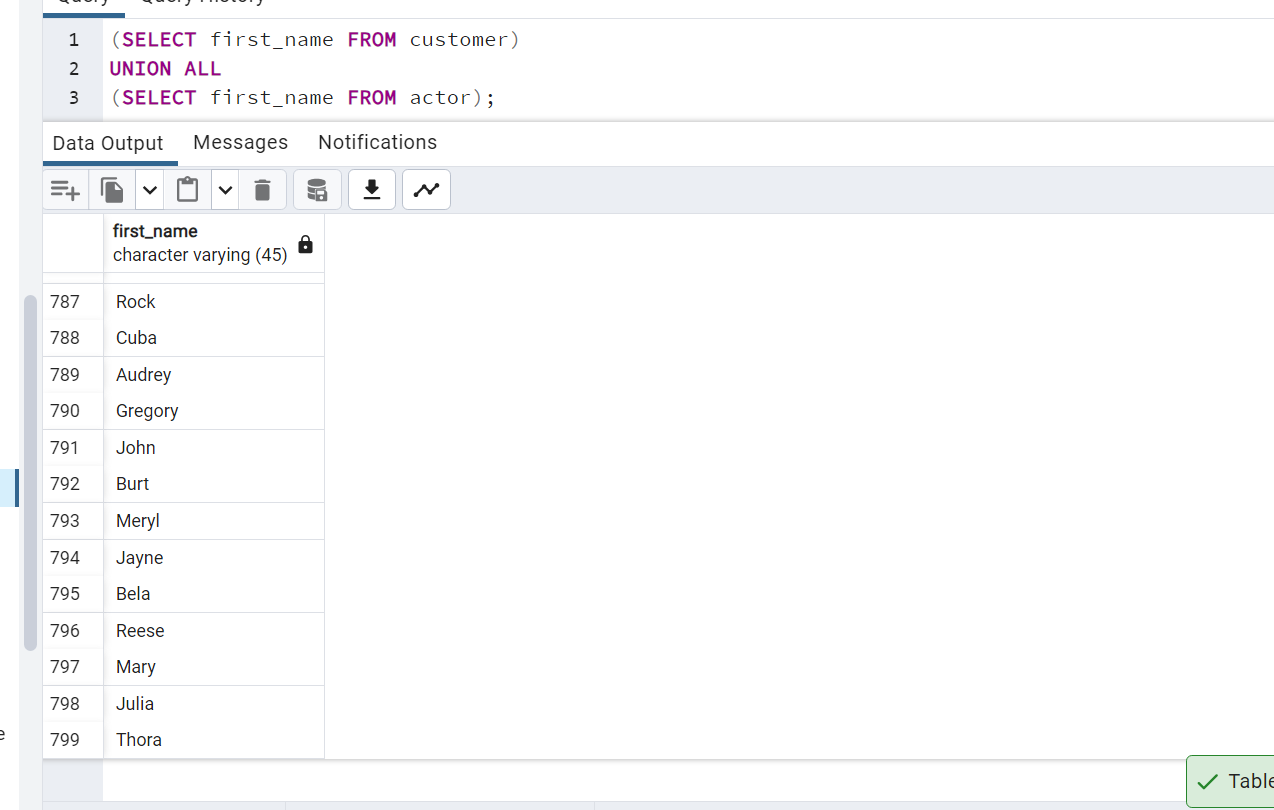 Query Query History
1 (SELECT first_name FROM customer)
2 UNION ALL
3 (SELECT first_name FROM actor);
Data Output Messages Notifications
first_name
character varying (45)
787 Rock
788 Cuba
789 Audrey
790 Gregory
791 John
792 Burt
793 Meryl
794 Jayne
795 Bela
796 Reese
797 Mary
798 Julia
799 Thora
e
Table